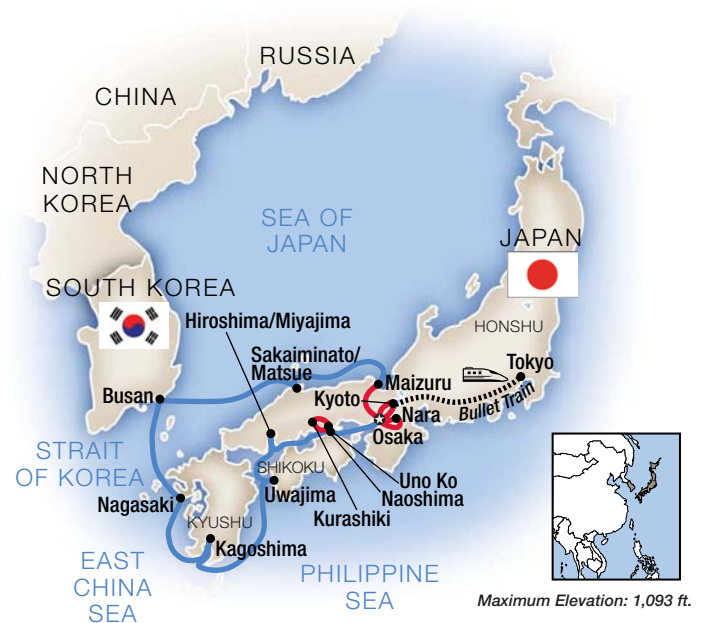 RUSSIA
CHINA
NORTH
KOREA
SEA OF
JAPAN
JAPAN
SOUTH KOREA
HONSHU
Hiroshima/Miyajima
Sakaiminato/
Matsue
Tokyo
Maizuru
Busan
Kyoto
Bullet Train
Nara
Osaka
STRAIT
OF KOREA
SHIKOKU
Uno Ko
Uwajima
Naoshima
Nagasaki
Kurashiki
KYUSHU
Kagoshima
EAST
CHINA
SEA
PHILIPPINE
SEA
Maximum Elevation: 1,093 ft.